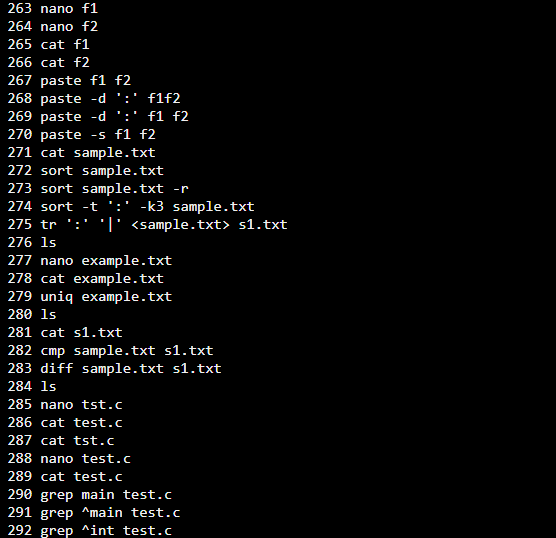 263 nano f1
264 nano f2
265 cat f1
266 cat f2
267 paste f1 f2
268 paste -d ':' f1f2
269 paste -d ':' f1 f2
270 paste -s f1 f2
271 cat sample.txt
272 sort sample.txt
273 sort sample.txt -r
274 sort -t ':' -k3 sample.txt
275 tr ':' '|' <sample.txt> s1.txt
276 ls
277 nano example.txt
278 cat example.txt
279 uniq example.txt
280 ls
281 cat s1.txt
282 cmp sample.txt s1.txt
283 diff sample.txt s1.txt
284 ls
285 nano tst.c
286 cat test.c
287 cat tst.c
288 nano test.c
289 cat test.c
290 grep main test.c
291 grep ^main test.c
292 grep ^int test.c